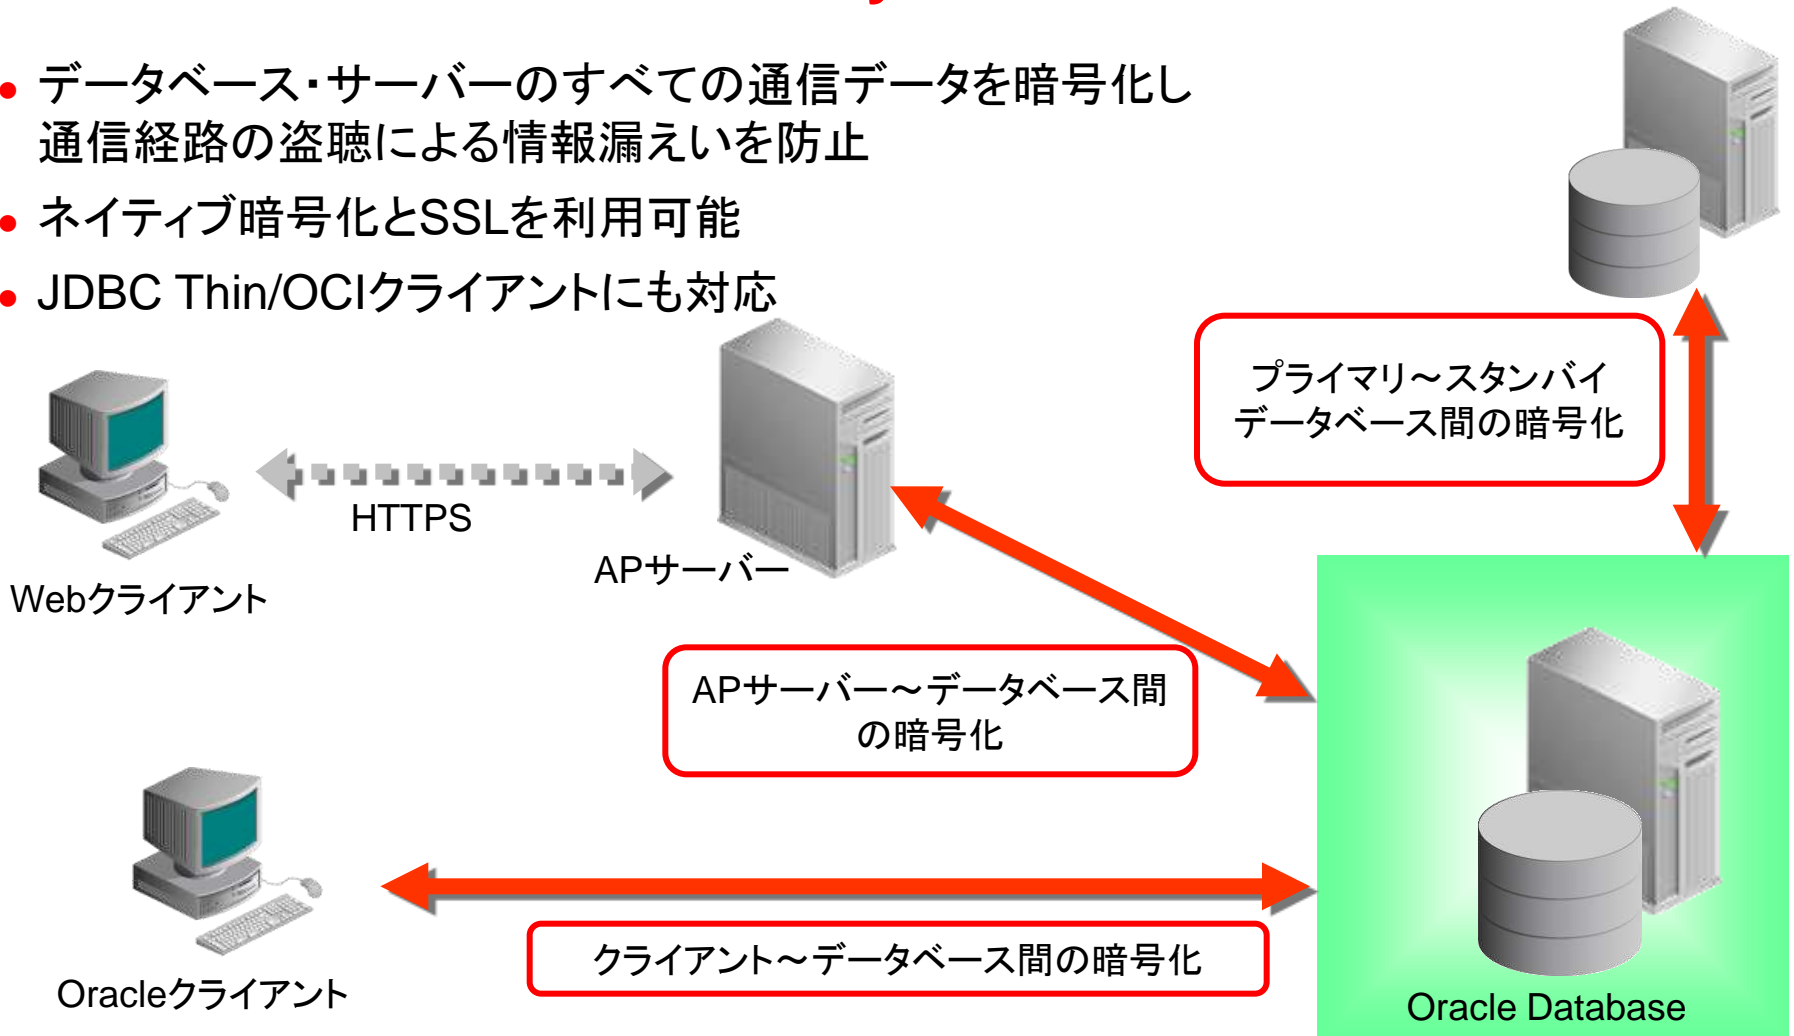 データベース・サーバーのすべての通信データを暗号化し
通信経路の盗聴による情報漏えいを防止
ネイティブ暗号化とSSLを利用可能
JDBC Thin/OCIクライアントにも対応
プライマリ～スタンバイ
データベース間の暗号化
HTTPS
APサーバー
Webクライアント
APサーバー～データベース間
の暗号化
クライアント～データベース間の暗号化
Oracleクライアント
Oracle Database